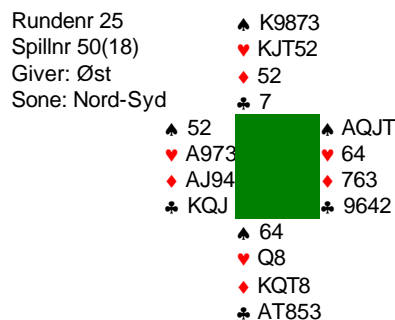 Rundenr 25
Spillnr 50(18)
Giver: Øst
Sone: Nord-Syd
♠ K9873
♥ KJT52
♦ 52
♣ 7
♠ 52
♥ A973
♦ AJ94
♣ KQJ
♠ AQJT
♥ 64
♦ 763
♣ 9642
♠ 64
♥ Q8
♦ KQT8
♣ AT853